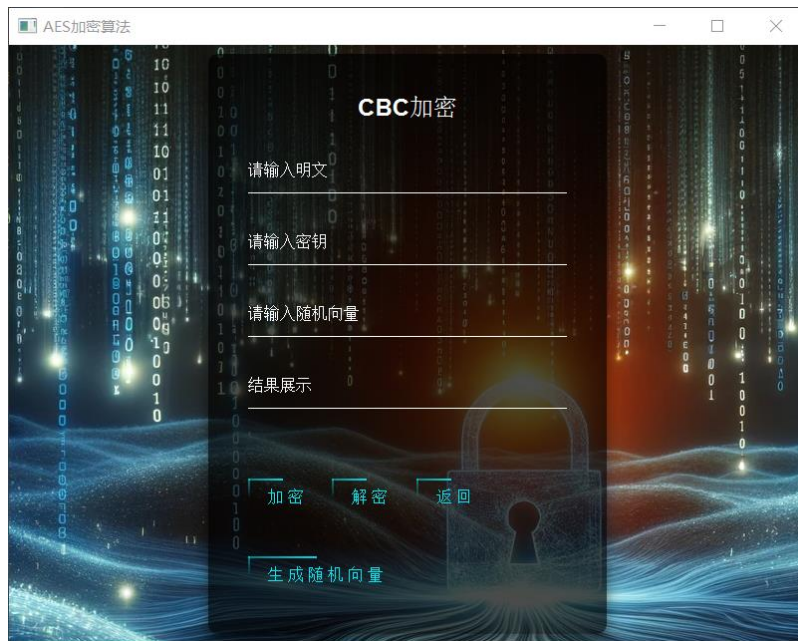 AES加密算法
CBC加密
请输入明文
请输入密钥
请输入随机向量
结果展示
加密 解密 返回
生成随机向量